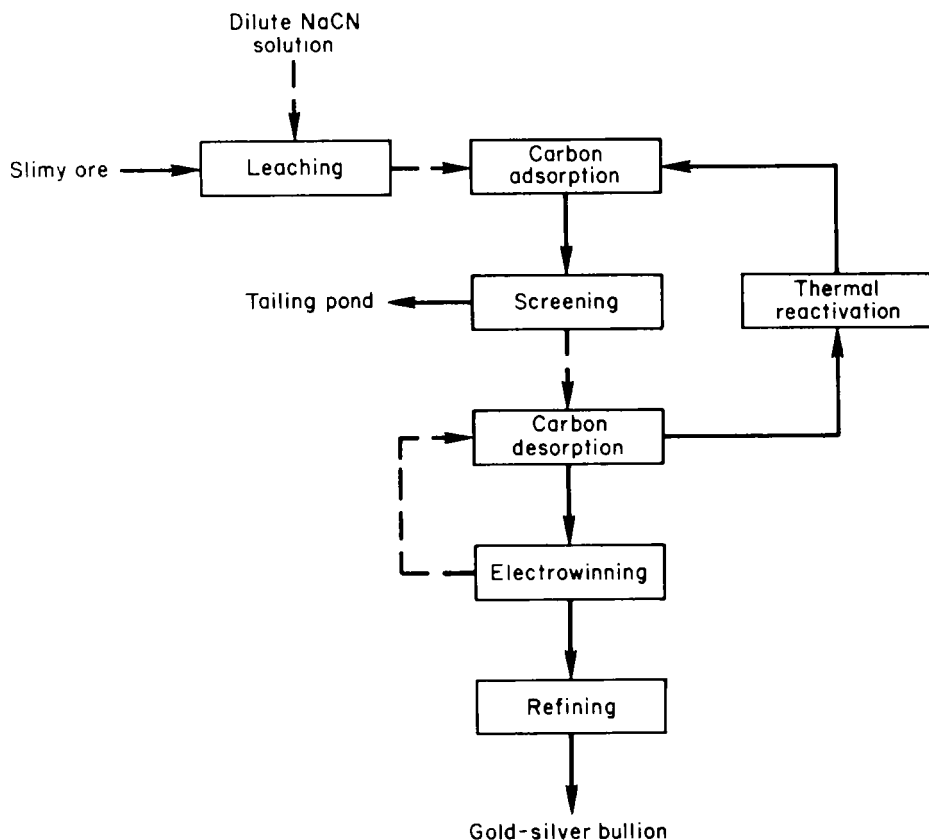 Dilute NaCN
solution
Slimy ore
Leaching
Carbon
adsorption
Tailing pond
Screening
Thermal
reactivation
Carbon
desorption
Electrowinning
Refining
Gold-silver bullion